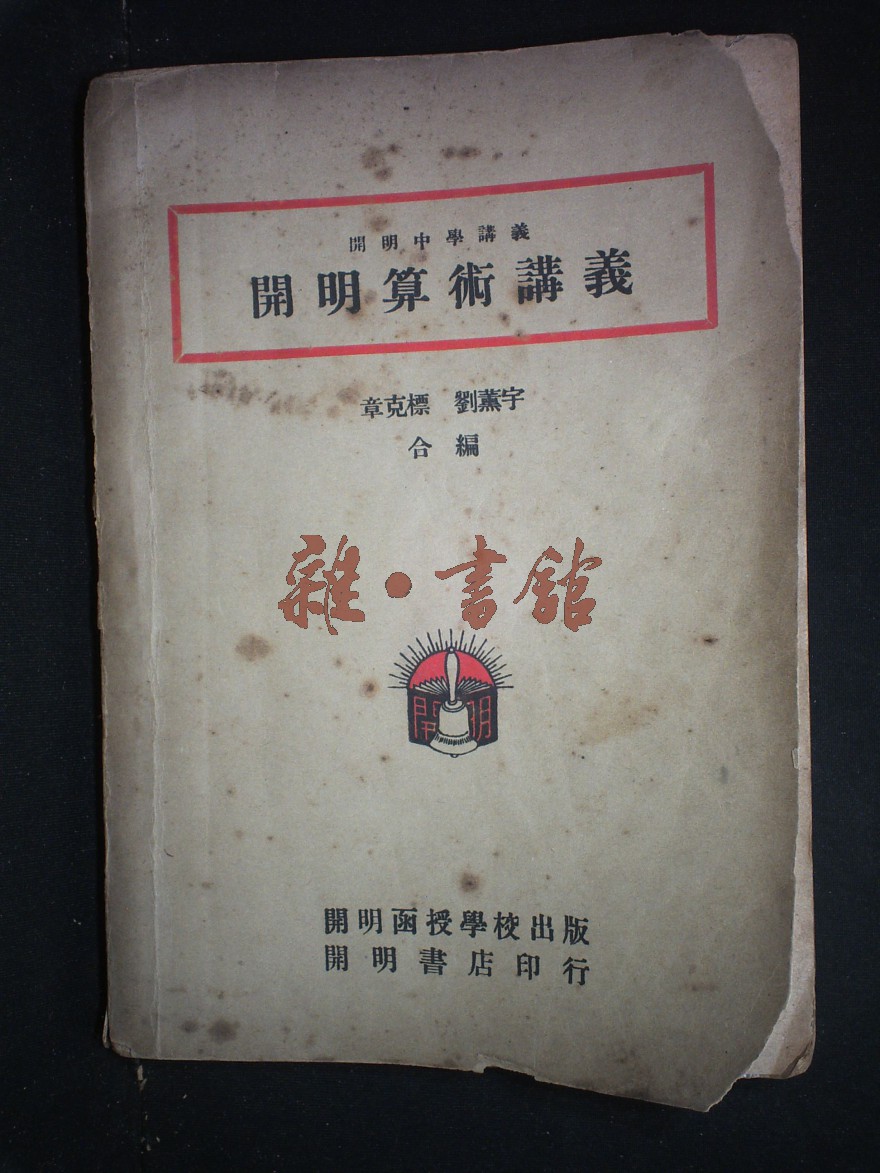 開明中學講義
開明算術講義
章克標 劉薰宇
合編
雜·書館
開明
開明函授學校出版
開明書店印行